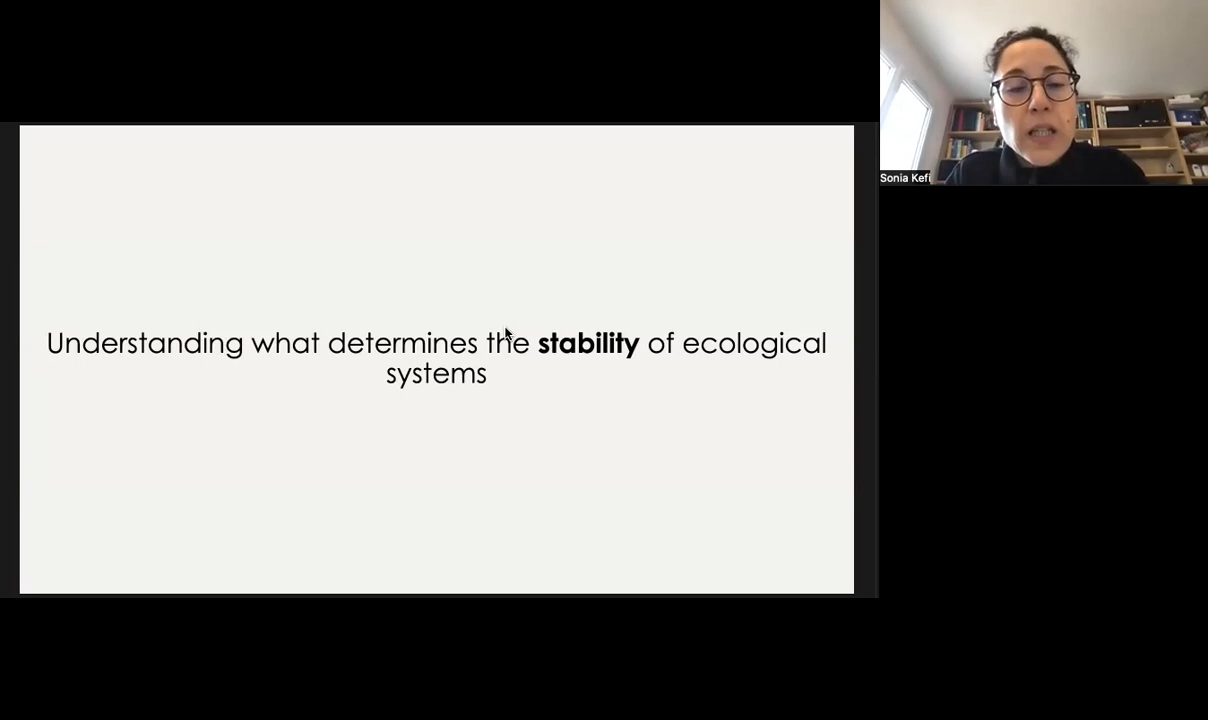 Understanding what determines the stability of ecological
systems
Sonia Kefi